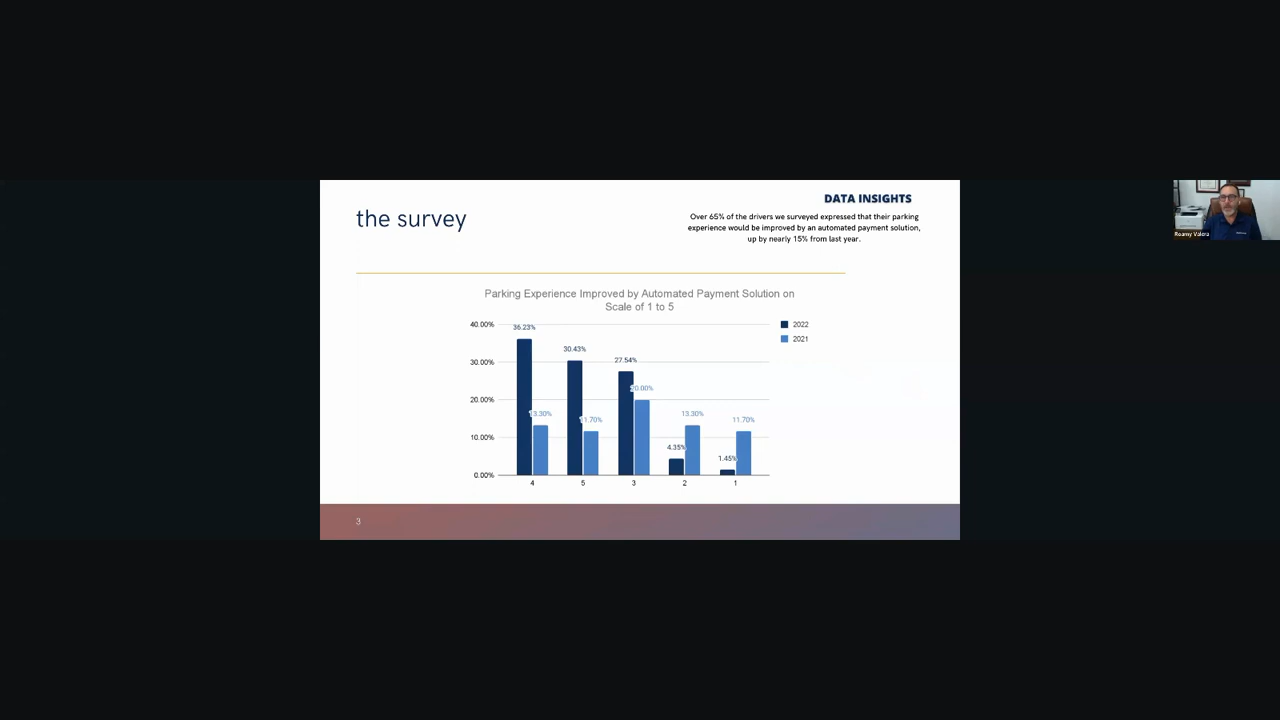 the survey
DATA INSIGHTS
Over 65% of the drivers we surveyed expressed that their parking
experience would be improved by an automated payment solution,
up by nearly 15% from last year.
Parking Experience Improved by Automated Payment Solution on
Scale of 1 to 5
2022
2021
40.00%
30.00%
20.00%
10.00%
0.00%
36.23%
13.30%
30.43%
11.70%
27.54%
20.00%
4.35%
13.30%
1.45%
11.70%
4
5
3
2
1
3
Roamy Valera